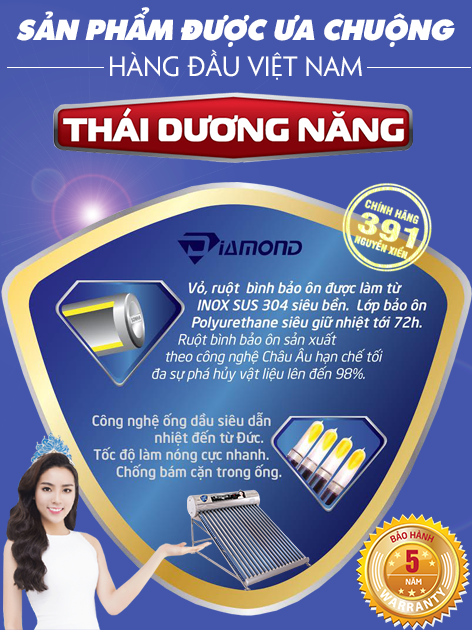 SẢN PHẨM ĐƯỢC ƯA CHUỘNG
HÀNG ĐẦU VIỆT NAM
THÁI DƯƠNG NĂNG
CHÍNH HÃNG
391
NGUYỄN XIỂN
DIAMOND
Vỏ, ruột bình bảo ôn được làm từ
INOX SUS 304 siêu bền. Lớp bảo ôn
Polyurethane siêu giữ nhiệt tới 72h.
Ruột bình bảo ôn sản xuất
theo công nghệ Châu Âu hạn chế tối
đa sự phá hủy vật liệu lên đến 98%.
Công nghệ ống dầu siêu dẫn
nhiệt đến từ Đức.
Tốc độ làm nóng cực nhanh.
Chống bám cặn trong ống.
BẢO HÀNH
5
NĂM
WARRANTY